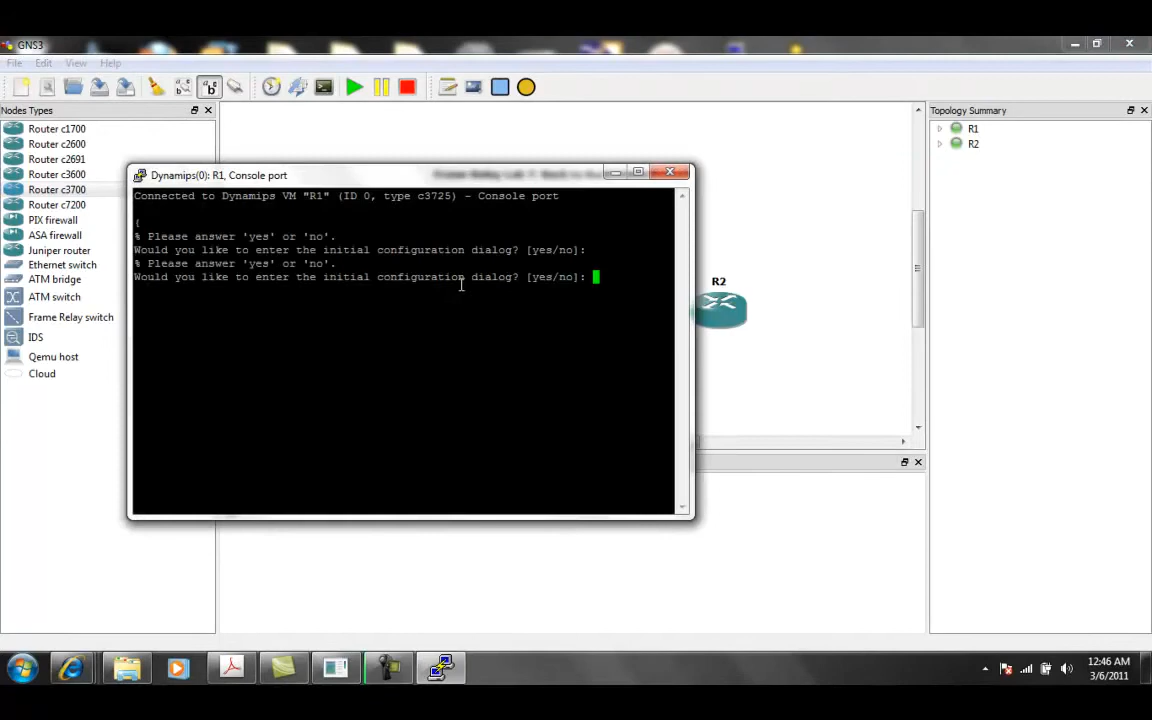 GNS3
File Edit View Help
Nodes Types
Router c1700
Router c2600
Router c2691
Router c3600
Router c3700
Router c7200
PIX firewall
ASA firewall
Juniper router
Ethernet switch
ATM bridge
ATM switch
Frame Relay switch
IDS
Qemu host
Cloud
Dynamips(0): R1, Console port
Connected to Dynamips VM "R1" (ID 0, type c3725) - Console port
{
% Please answer 'yes' or 'no'.
Would you like to enter the initial configuration dialog? [yes/no]:
% Please answer 'yes' or 'no'.
Would you like to enter the initial configuration dialog? [yes/no]:
R2
Topology Summary
R1
R2
12:46 AM
3/6/2011